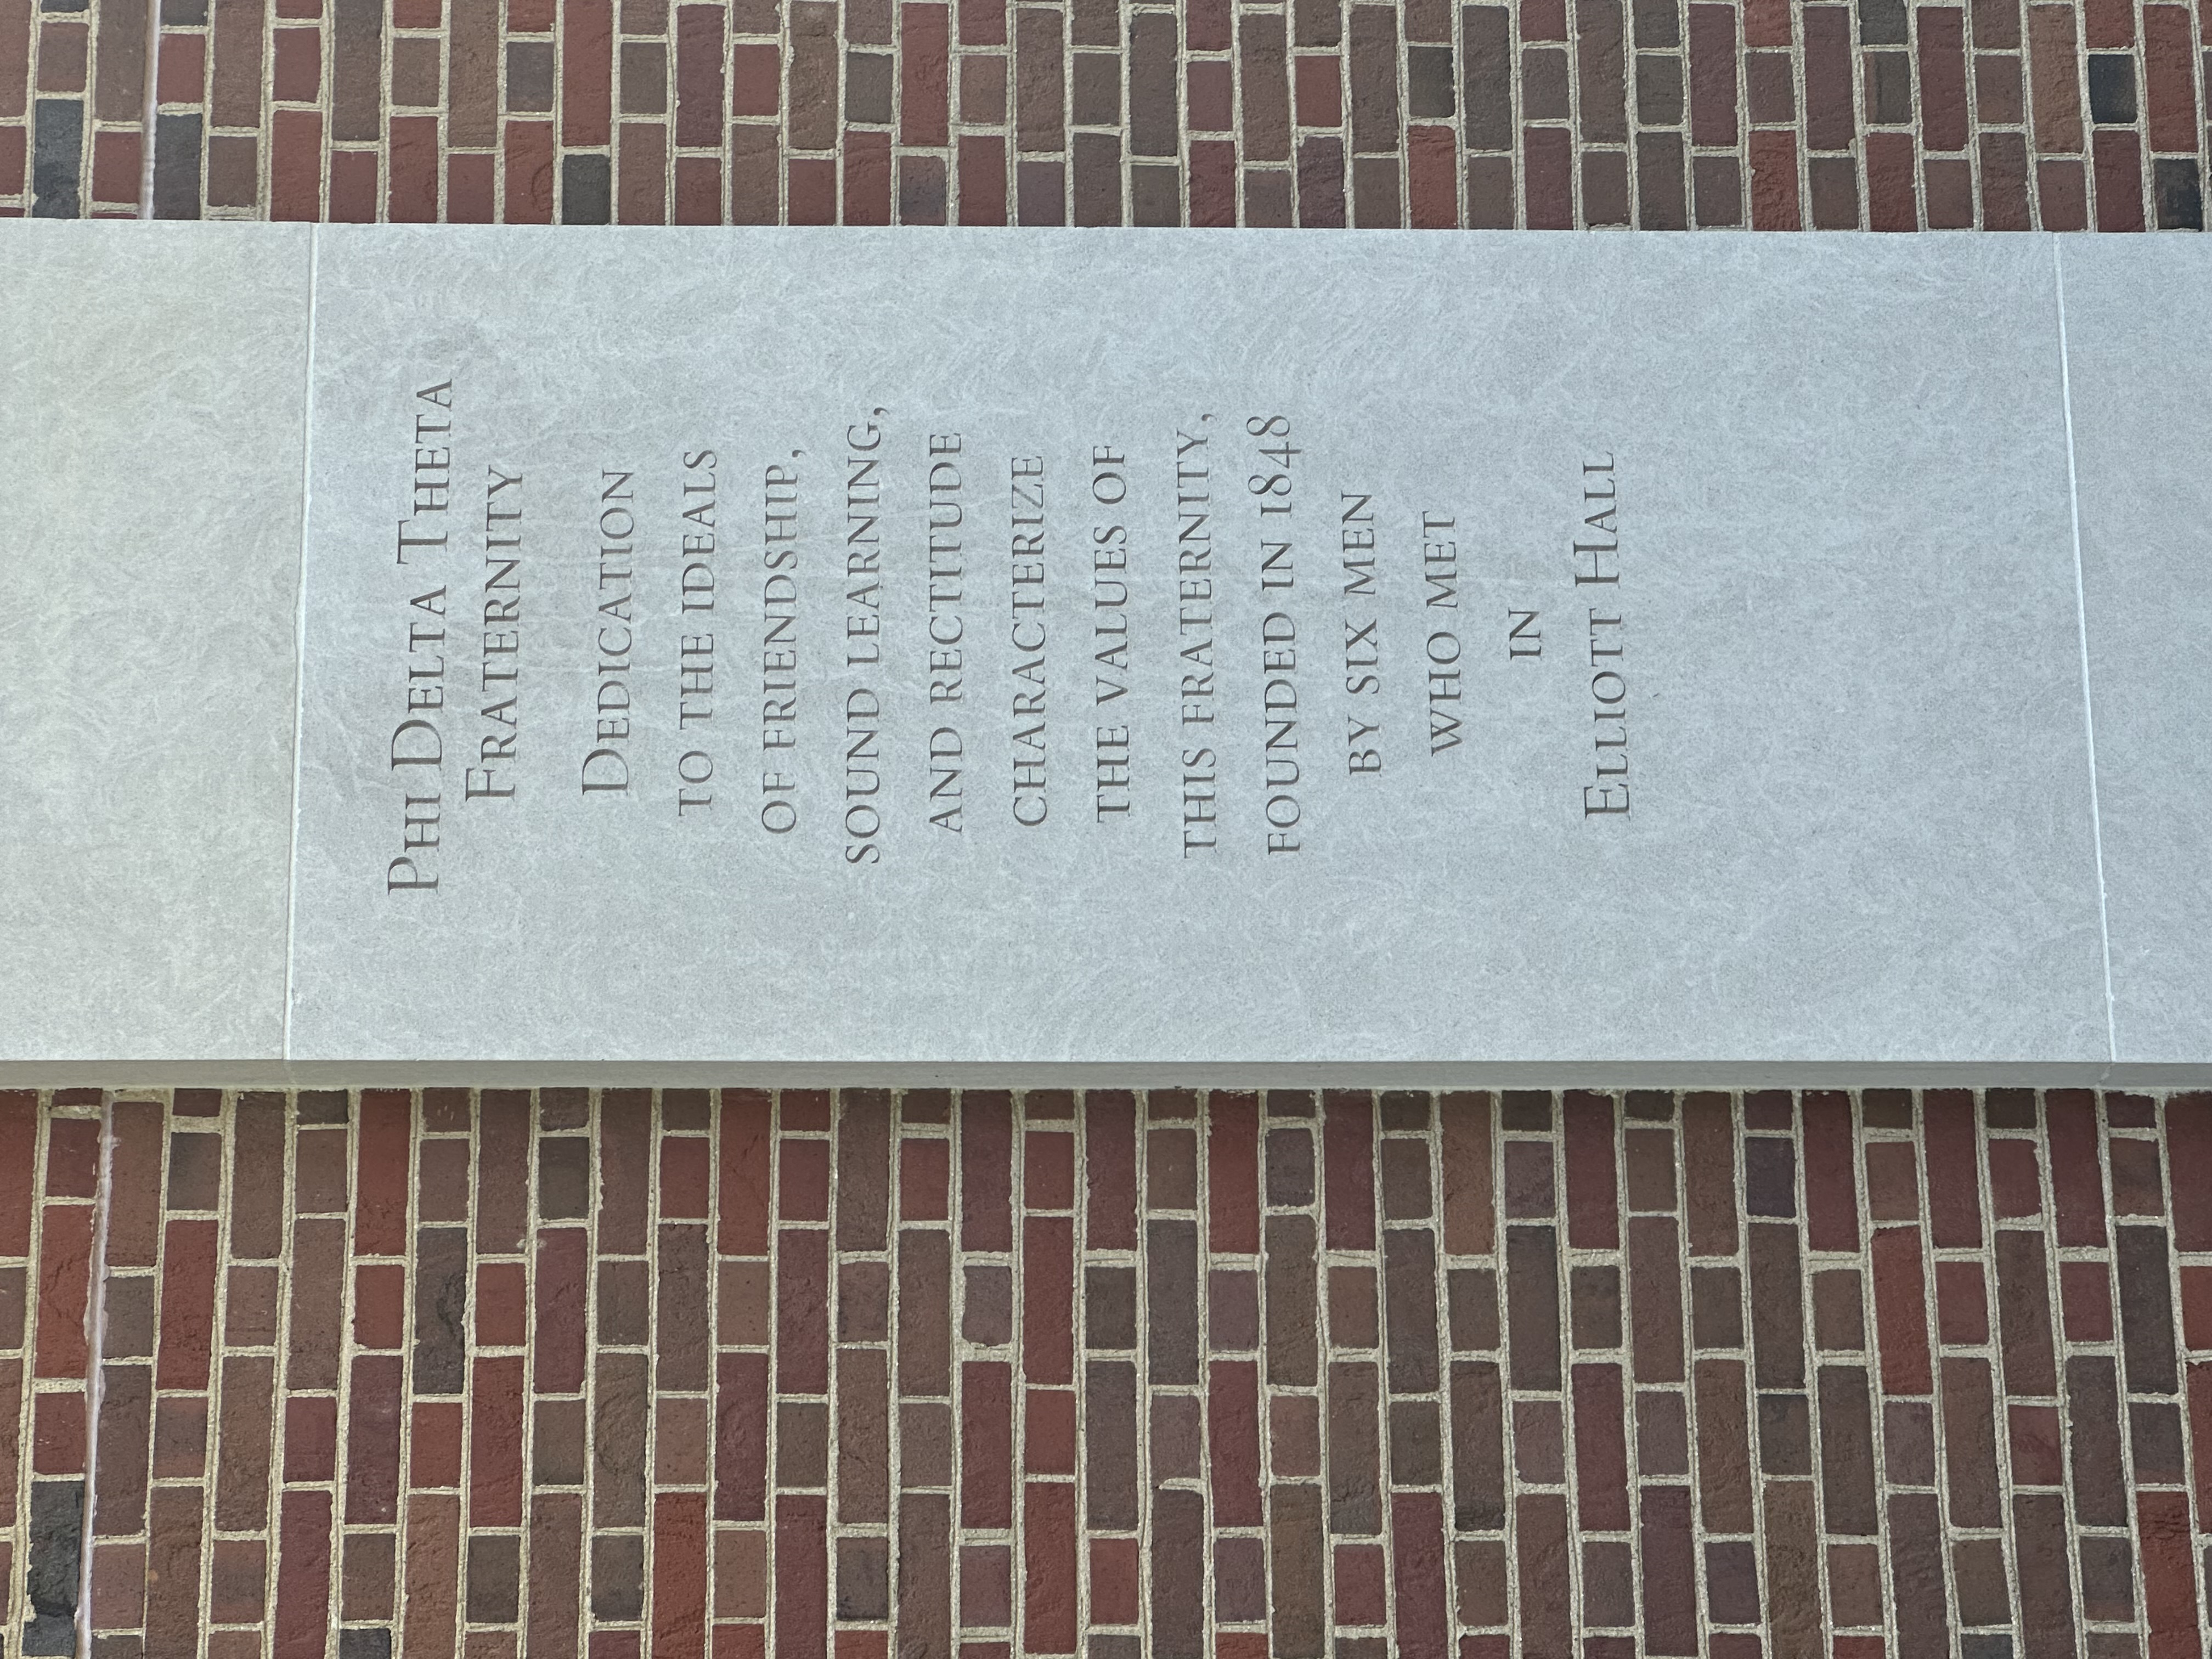 PHI DELTA THETA
FRATERNITY
DEDICATION
TO THE IDEALS
OF FRIENDSHIP,
SOUND LEARNING,
AND RECTITUDE
CHARACTERIZE
THE VALUES OF
THIS FRATERNITY,
FOUNDED IN 1848
BY SIX MEN
WHO MET
IN
ELLIOTT HALL